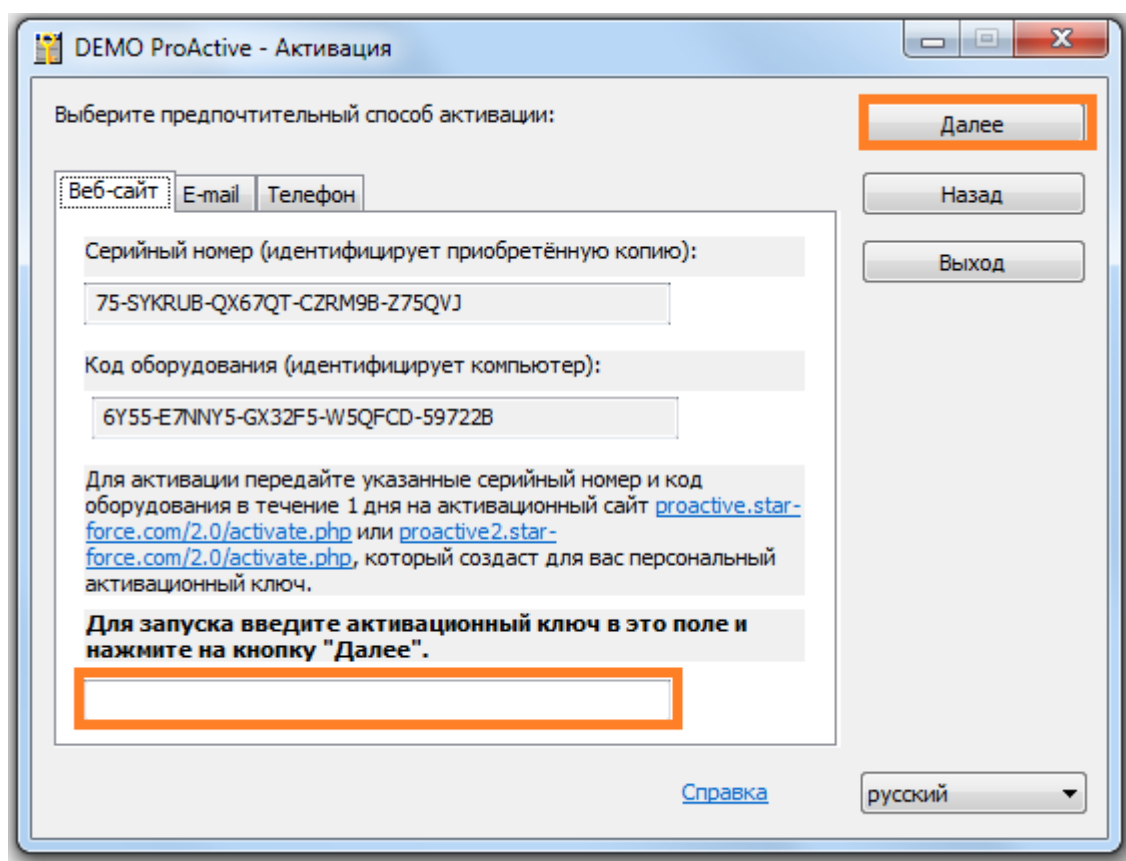 DEMO ProActive - Активация
Выберите предпочтительный способ активации:
Далее
Веб-сайт E-mail Телефон
Назад
Серийный номер (идентифицирует приобретённую копию):
Выход
75-SYKRUB-QX67QT-CZRM9B-Z75QVJ
Код оборудования (идентифицирует компьютер):
6Y55-E7NNY5-GX32F5-W5QFCD-59722B
Для активации передайте указанные серийный номер и код
оборудования в течение 1 дня на активационный сайт proactive.star-
force.com/2.0/activate.php или proactive2.star-
force.com/2.0/activate.php, который создаст для вас персональный
активационный ключ.
Для запуска введите активационный ключ в это поле и
нажмите на кнопку "Далее".
Справка
русский